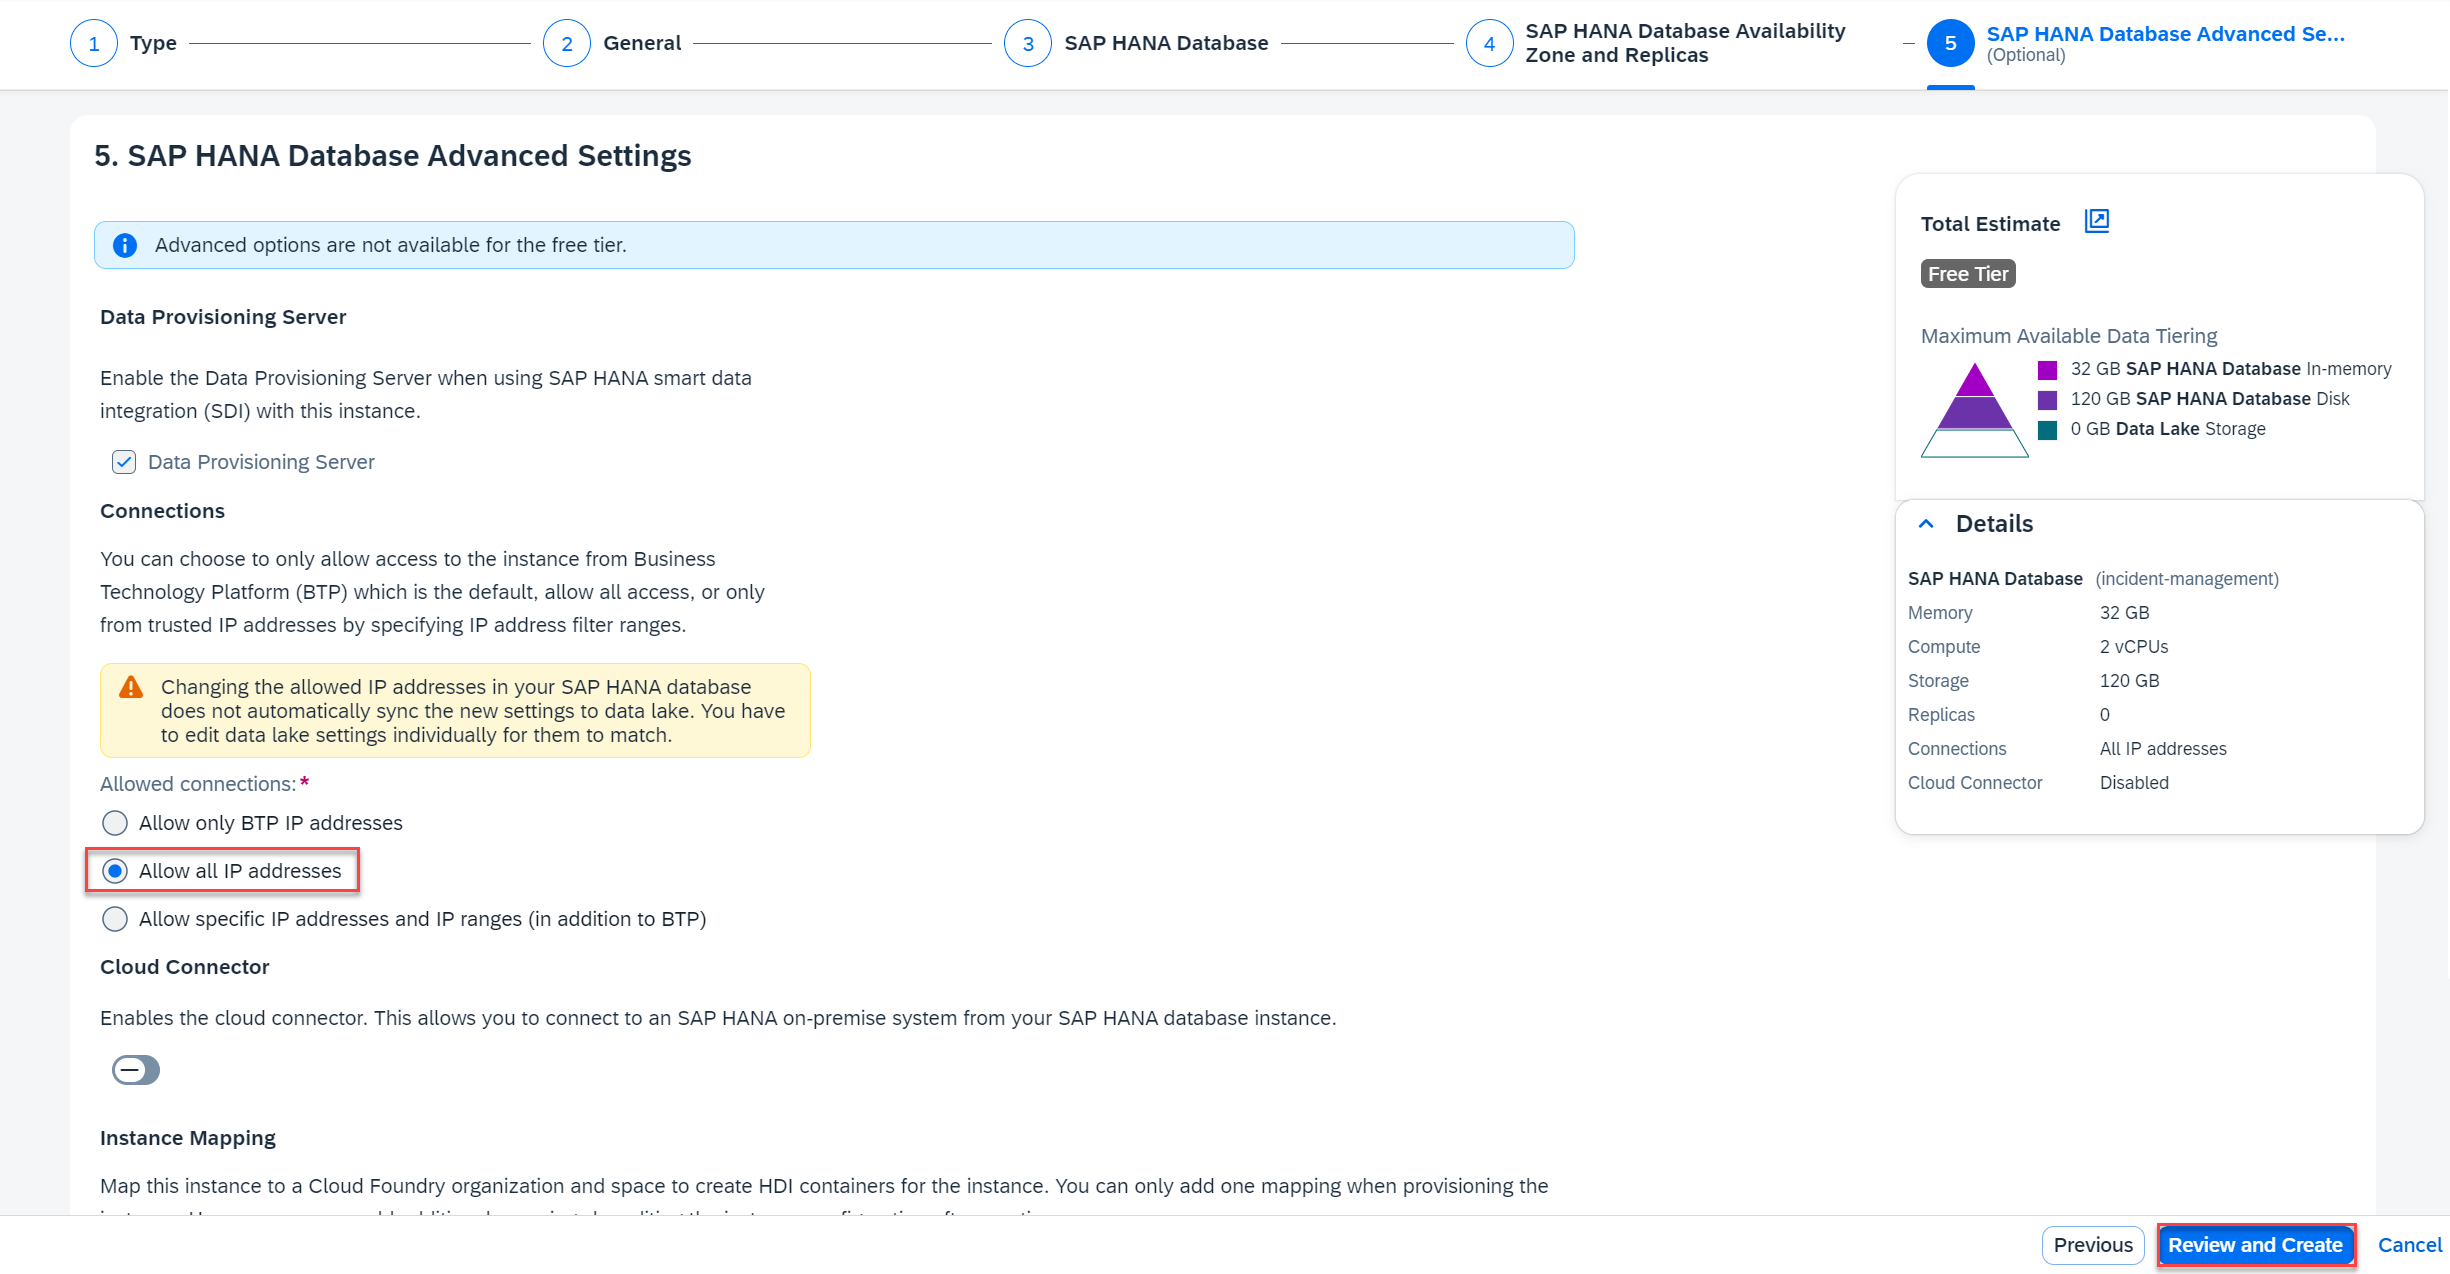 1 Type
2 General
3 SAP HANA Database
4 SAP HANA Database Availability
Zone and Replicas
5 SAP HANA Database Advanced Se...
(Optional)
5. SAP HANA Database Advanced Settings
Advanced options are not available for the free tier.
Data Provisioning Server
Enable the Data Provisioning Server when using SAP HANA smart data
integration (SDI) with this instance.
Data Provisioning Server
Connections
You can choose to only allow access to the instance from Business
Technology Platform (BTP) which is the default, allow all access, or only
from trusted IP addresses by specifying IP address filter ranges.
Changing the allowed IP addresses in your SAP HANA database
does not automatically sync the new settings to data lake. You have
to edit data lake settings individually for them to match.
Allowed connections:*
Allow only BTP IP addresses
Allow all IP addresses
Allow specific IP addresses and IP ranges (in addition to BTP)
Cloud Connector
Enables the cloud connector. This allows you to connect to an SAP HANA on-premise system from your SAP HANA database instance.
Instance Mapping
Map this instance to a Cloud Foundry organization and space to create HDI containers for the instance. You can only add one mapping when provisioning the
Total Estimate
Free Tier
Maximum Available Data Tiering
32 GB SAP HANA Database In-memory
120 GB SAP HANA Database Disk
0 GB Data Lake Storage
Details
SAP HANA Database (incident-management)
Memory 32 GB
Compute 2 vCPUs
Storage 120 GB
Replicas 0
Connections All IP addresses
Cloud Connector Disabled
Previous
Review and Create
Cancel